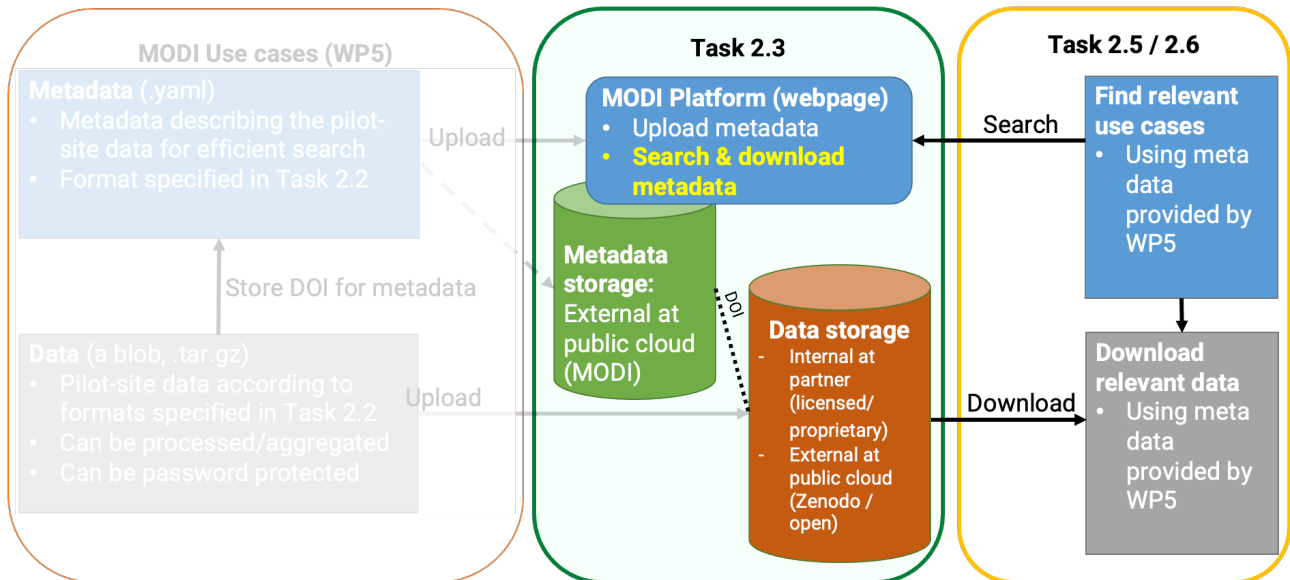 MODI Use cases (WP5)
Metadata (.yaml)
• Metadata describing the pilot-
site data for efficient search
• Format specified in Task 2.2
Upload
Store DOI for metadata
Data (a blob, .tar.gz)
• Pilot-site data according to
formats specified in Task 2.2
• Can be processed/aggregated
• Can be password protected
Upload
Task 2.3
MODI Platform (webpage)
• Upload metadata
• Search & download
metadata
Metadata
storage:
External at
public cloud
(MODI)
DOI
Data storage
- Internal at
partner
(licensed/
proprietary)
- External at
public cloud
(Zenodo /
open)
Task 2.5 / 2.6
Search
Find relevant
use cases
• Using meta
data
provided by
WP5
Download
Download
relevant data
• Using meta
data
provided by
WP5